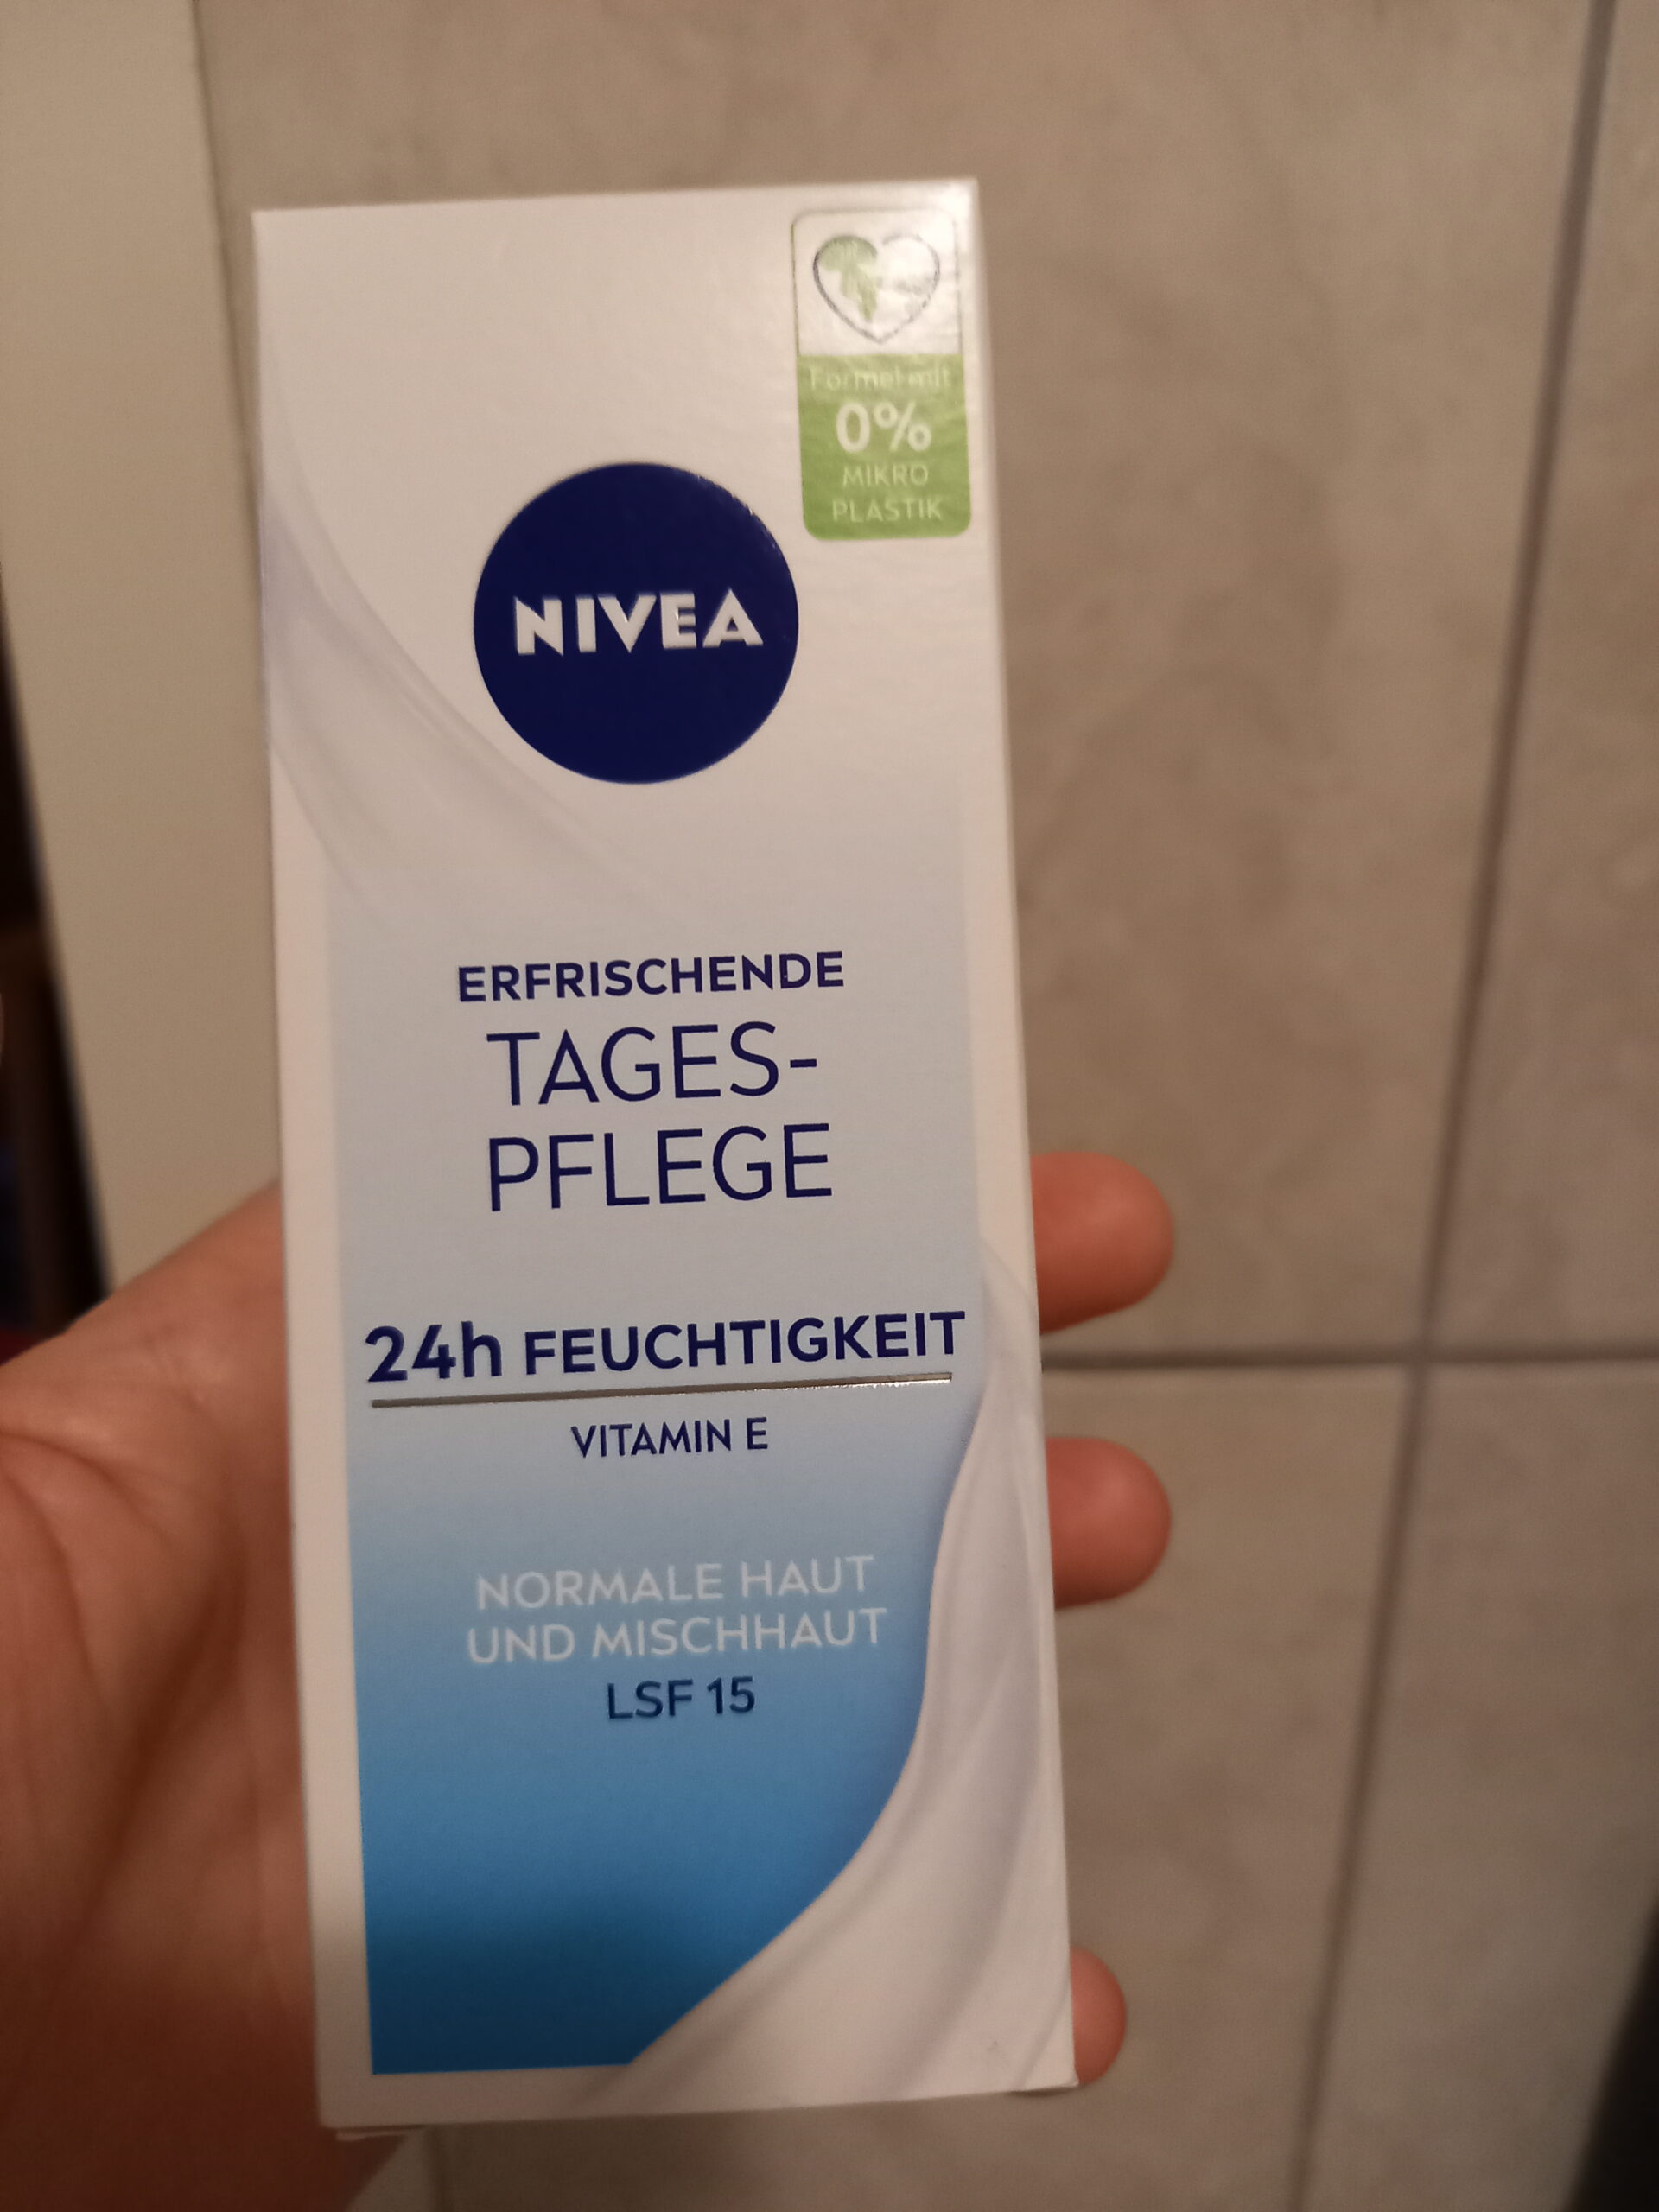 Formel mit
0%
MIKRO
PLASTIK
NIVEA
ERFRISCHENDE
TAGES-
PFLEGE
24h FEUCHTIGKEIT
VITAMIN E
NORMALE HAUT
UND MISCHHAUT
LSF 15